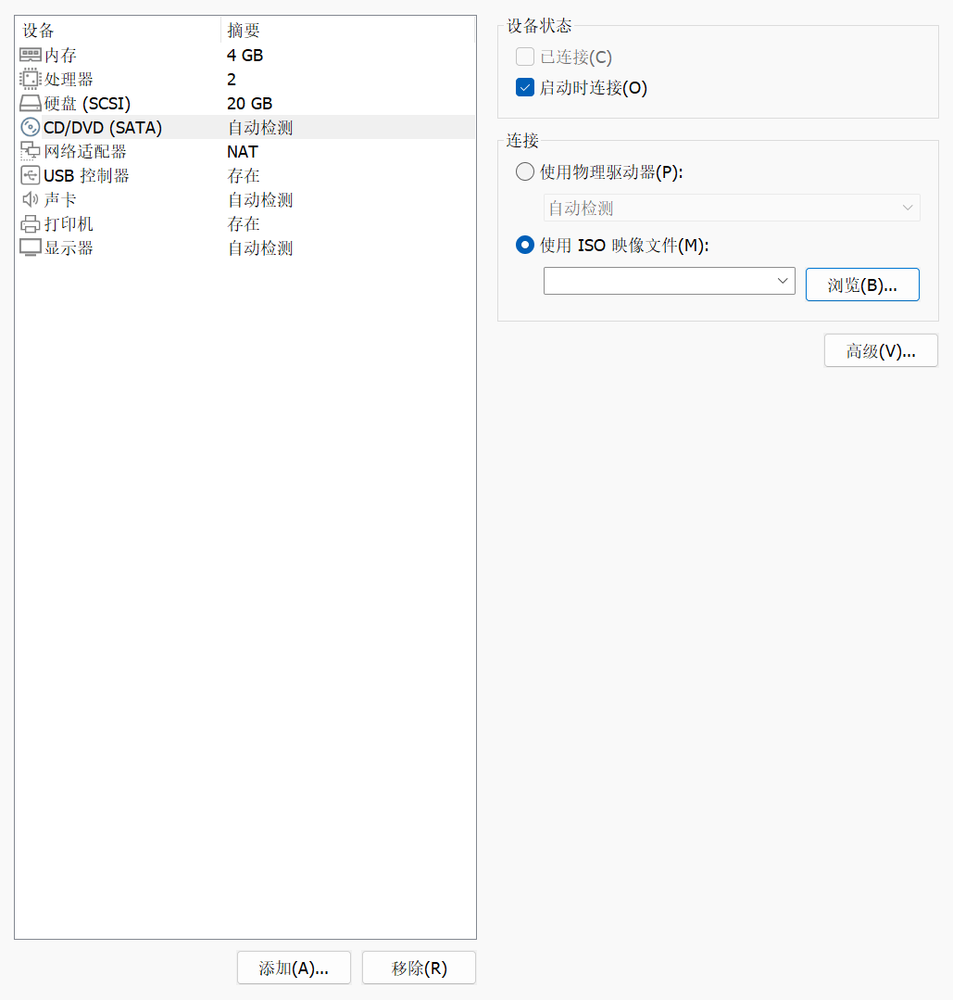 设备 摘要
内存 4 GB
处理器 2
硬盘 (SCSI) 20 GB
CD/DVD (SATA) 自动检测
网络适配器 NAT
USB 控制器 存在
声卡 自动检测
打印机 存在
显示器 自动检测
添加(A)... 移除(R)
设备状态
已连接(C)
启动时连接(O)
连接
使用物理驱动器(P):
自动检测
使用 ISO 映像文件(M):
浏览(B)...
高级(V)...